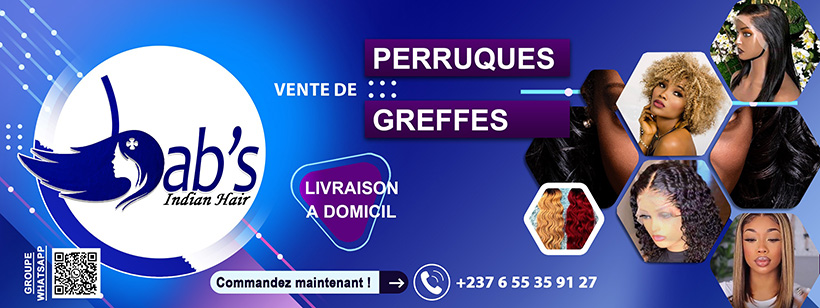 Dab's
Indian Hair
GROUPE
WHATSAPP
VENTE DE
PERRUQUES
GREFFES
LIVRAISON
A DOMICIL
Commandez maintenant !
+237 6 55 35 91 27